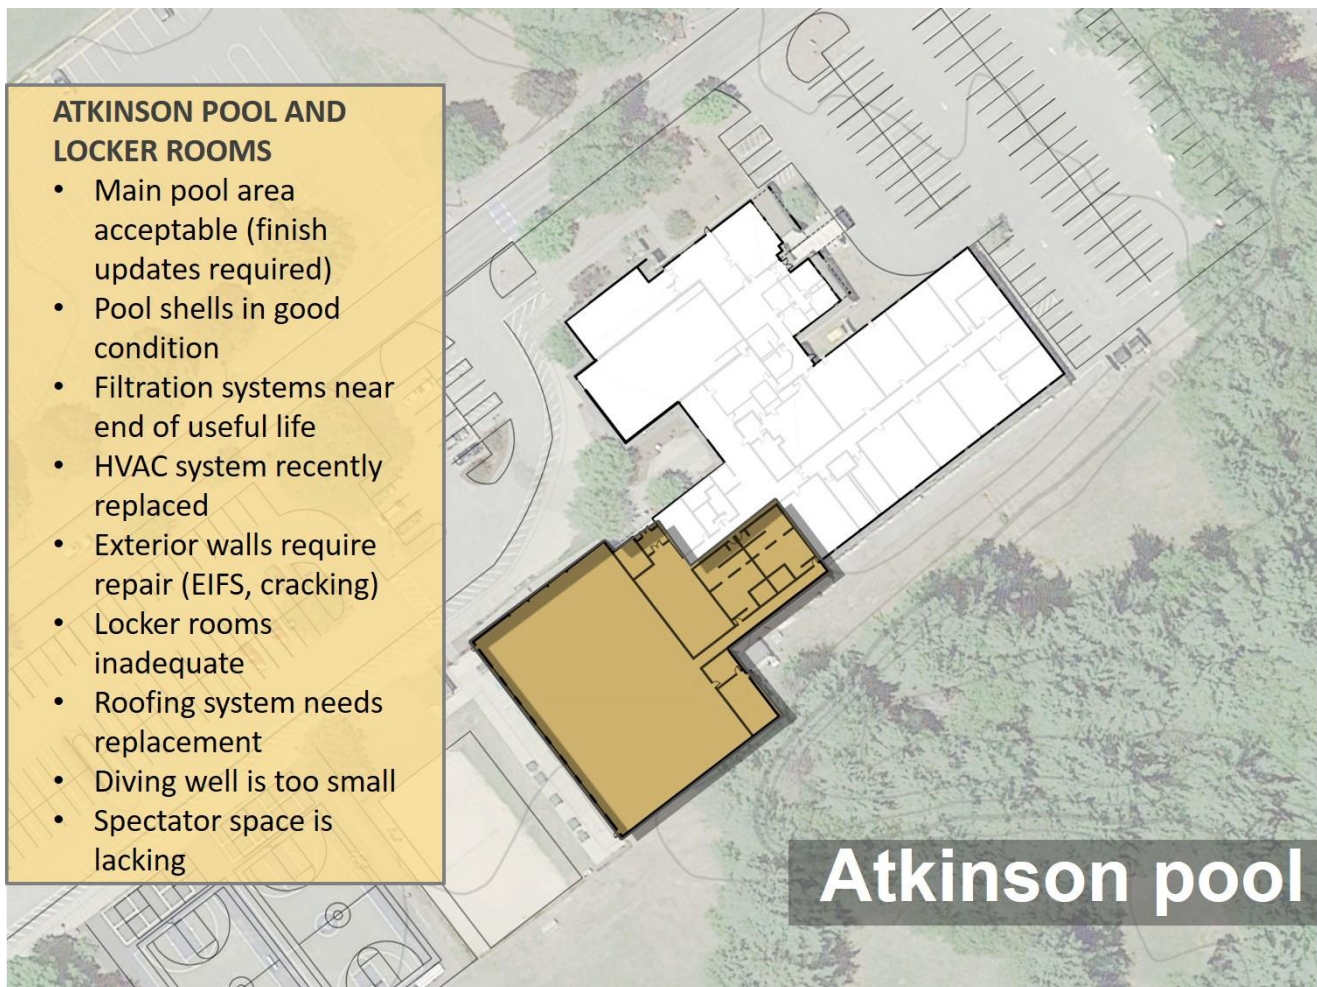 ATKINSON POOL AND
LOCKER ROOMS
• Main pool area
acceptable (finish
updates required)
• Pool shells in good
condition
• Filtration systems near
end of useful life
• HVAC system recently
replaced
• Exterior walls require
repair (EIFS, cracking)
• Locker rooms
inadequate
• Roofing system needs
replacement
• Diving well is too small
• Spectator space is
lacking
Atkinson pool